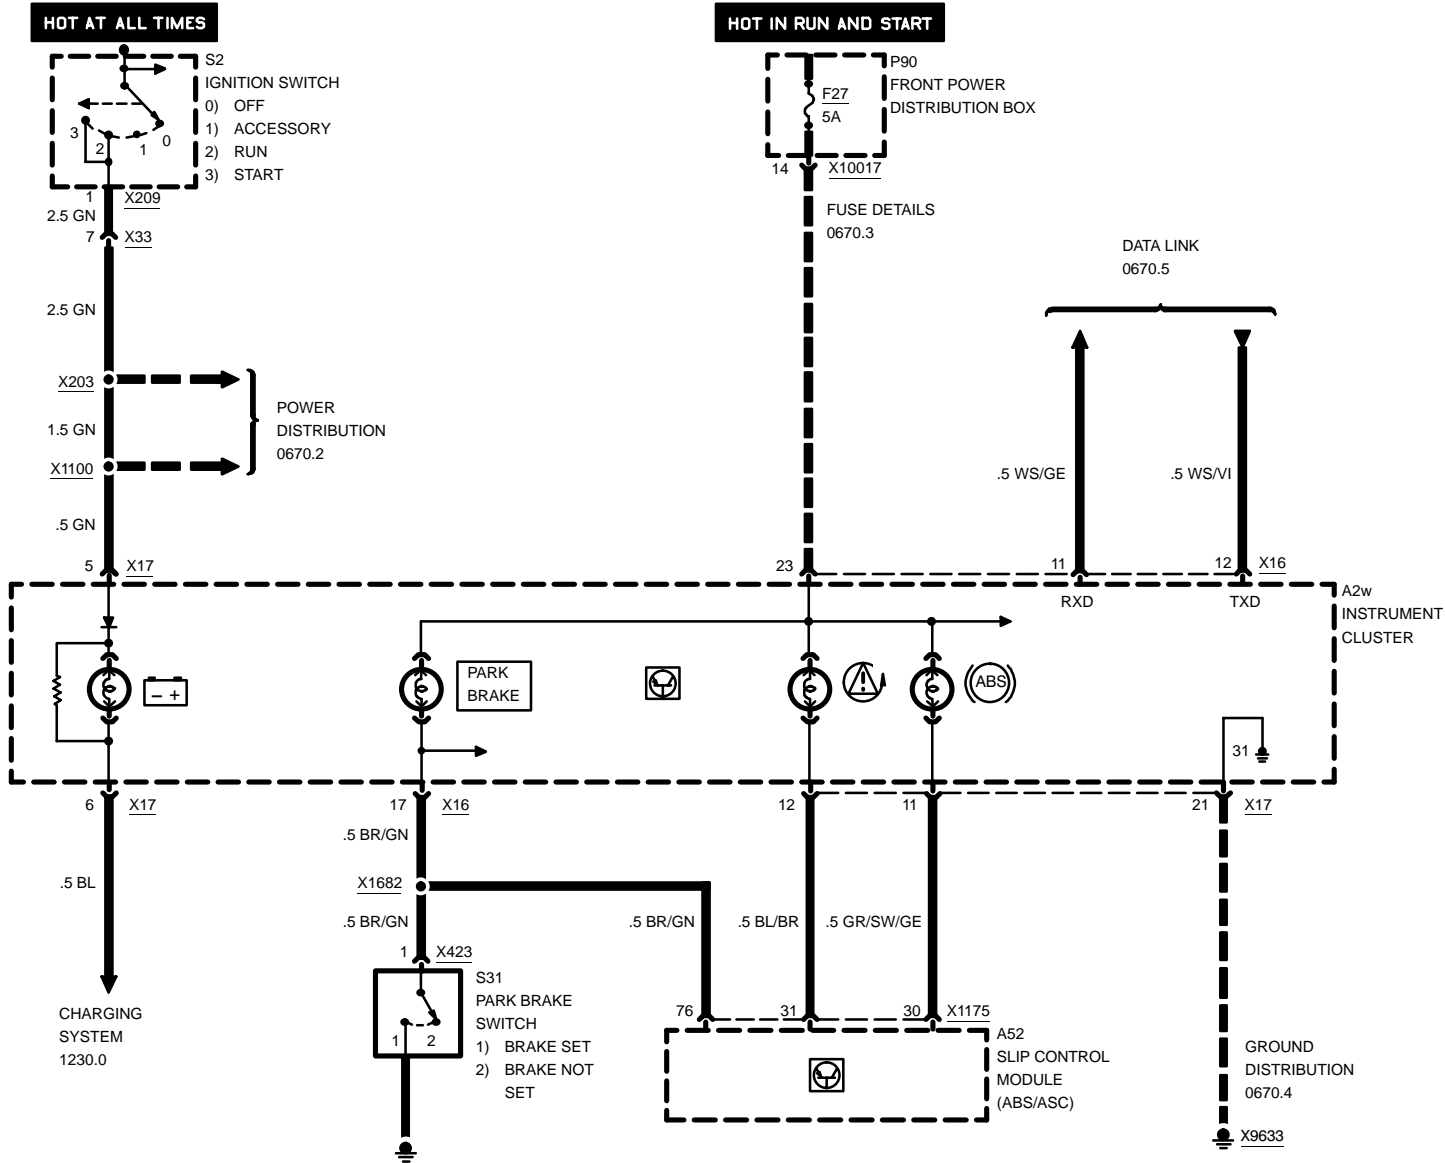 HOT AT ALL TIMES
HOT IN RUN AND START
S2
IGNITION SWITCH
0) OFF
1) ACCESSORY
2) RUN
3) START
3
2
1
0
P90
FRONT POWER
DISTRIBUTION BOX
F27
5A
14
X10017
1
X209
2.5 GN
7
X33
FUSE DETAILS
0670.3
DATA LINK
0670.5
2.5 GN
X203
1.5 GN
X1100
POWER
DISTRIBUTION
0670.2
.5 WS/GE
.5 WS/VI
.5 GN
5
X17
23
11
12
X16
RXD
TXD
A2w
INSTRUMENT
CLUSTER
− +
PARK
BRAKE
ABS
31
6
X17
17
X16
12
11
21
X17
.5 BR/GN
.5 BL
X1682
.5 BR/GN
.5 BR/GN
.5 BL/BR
.5 GR/SW/GE
1
X423
S31
PARK BRAKE
SWITCH
1) BRAKE SET
2) BRAKE NOT
SET
1
2
76
31
30
X1175
A52
SLIP CONTROL
MODULE
(ABS/ASC)
CHARGING
SYSTEM
1230.0
GROUND
DISTRIBUTION
0670.4
X9633